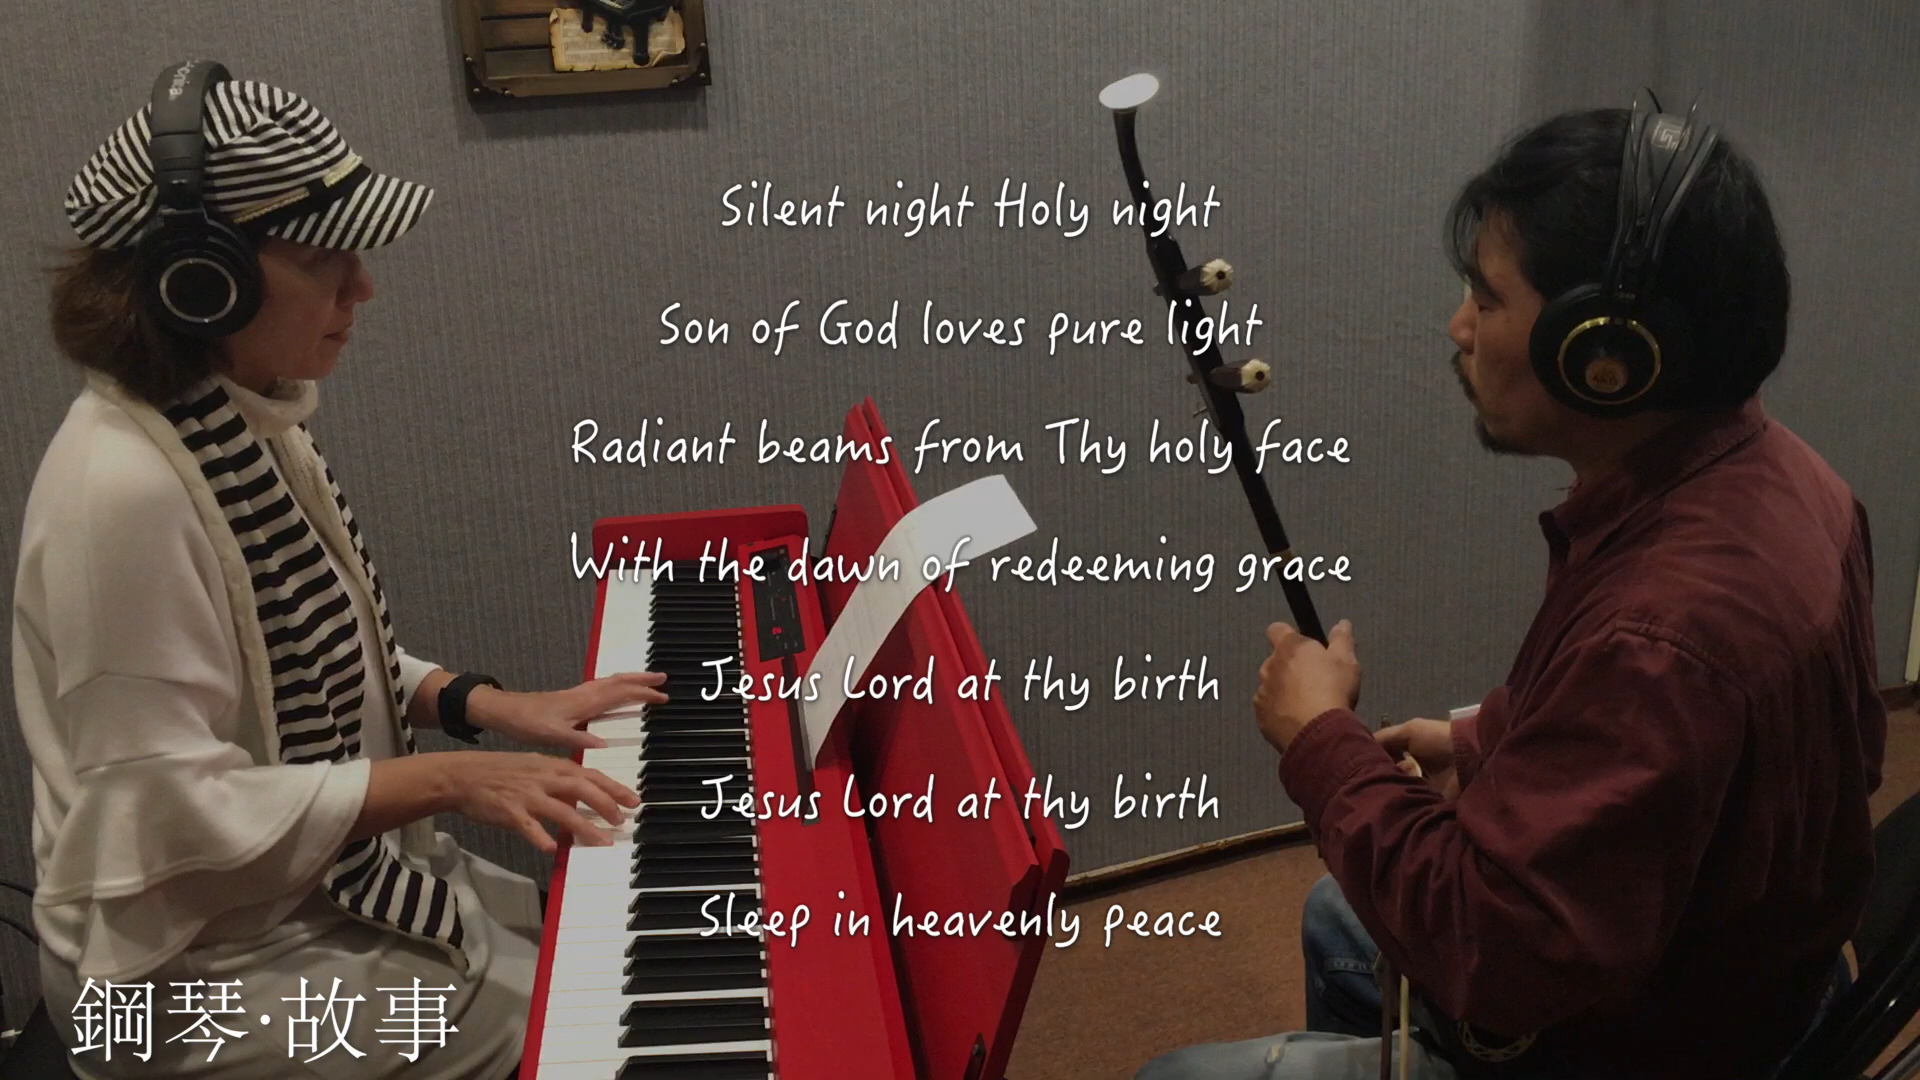 Silent night Holy night
Son of God loves pure light
Radiant beams from Thy holy face
With the dawn of redeeming grace
Jesus Lord at thy birth
Jesus Lord at thy birth
Sleep in heavenly peace
鋼琴·故事